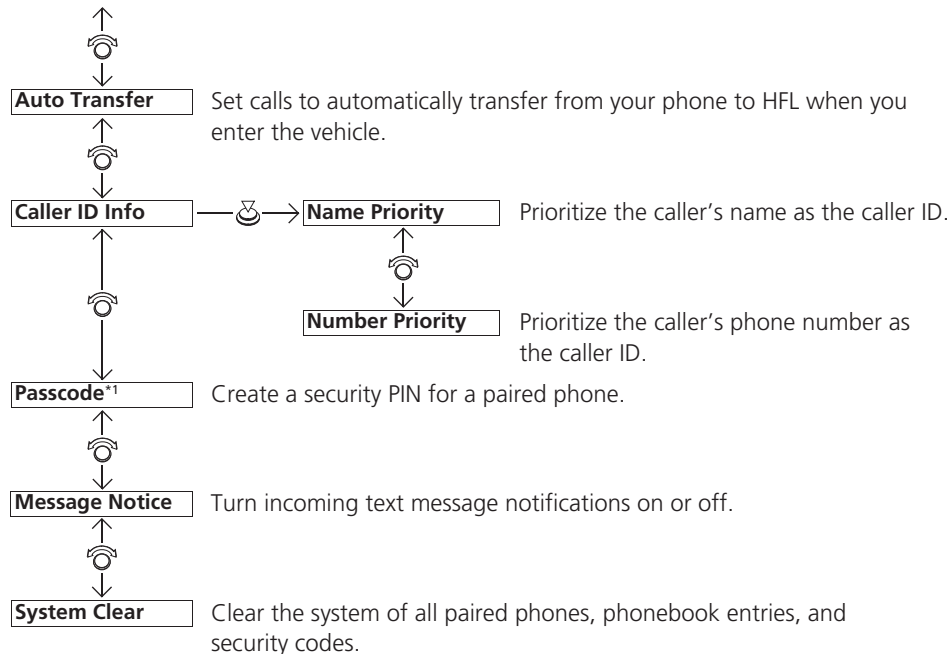 Auto Transfer
Set calls to automatically transfer from your phone to HFL when you
enter the vehicle.
Caller ID Info
Name Priority
Prioritize the caller's name as the caller ID.
Number Priority
Prioritize the caller's phone number as
the caller ID.
Passcode*1
Create a security PIN for a paired phone.
Message Notice
Turn incoming text message notifications on or off.
System Clear
Clear the system of all paired phones, phonebook entries, and
security codes.